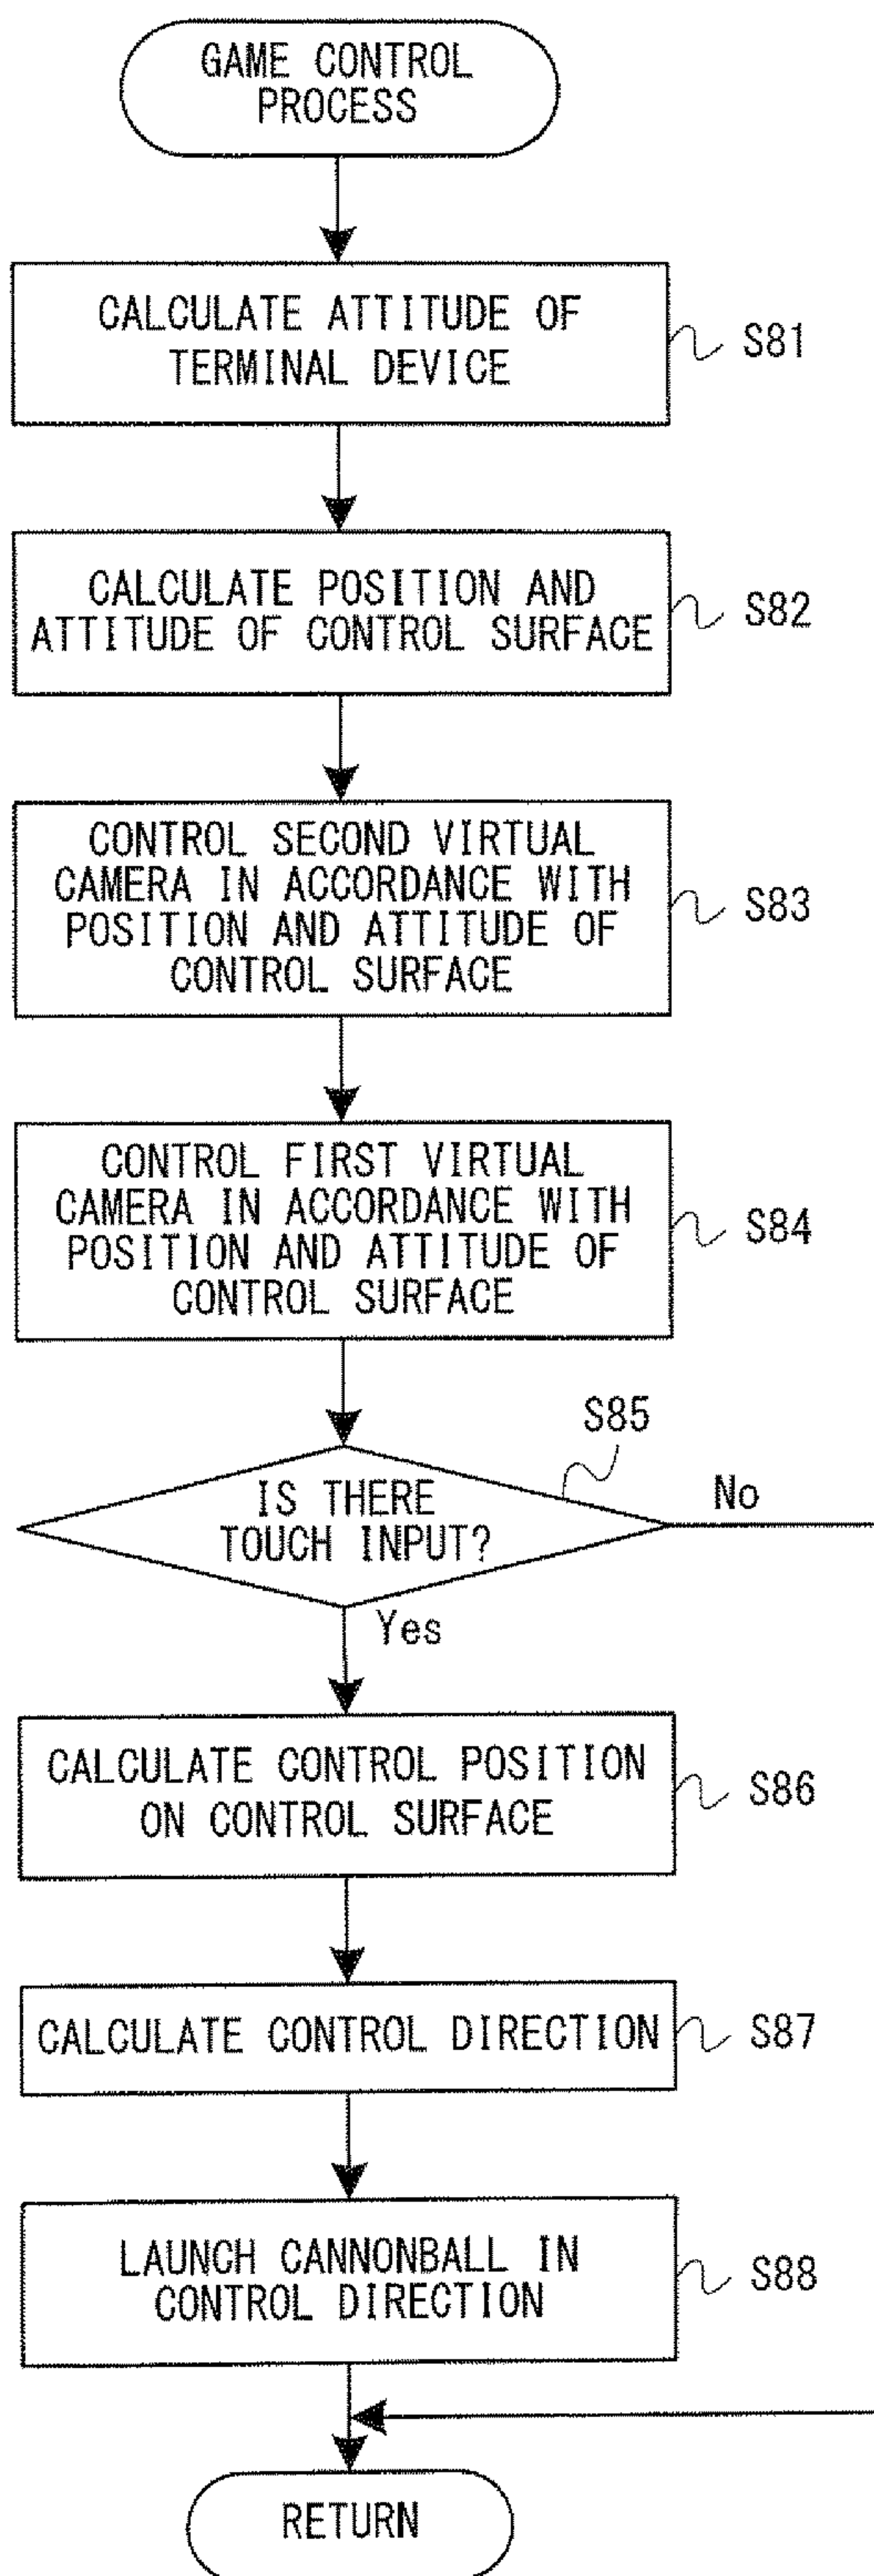 GAME CONTROL
PROCESS
CALCULATE ATTITUDE OF
TERMINAL DEVICE
S81
CALCULATE POSITION AND
ATTITUDE OF CONTROL SURFACE
S82
CONTROL SECOND VIRTUAL
CAMERA IN ACCORDANCE WITH
POSITION AND ATTITUDE OF
CONTROL SURFACE
S83
CONTROL FIRST VIRTUAL
CAMERA IN ACCORDANCE WITH
POSITION AND ATTITUDE OF
CONTROL SURFACE
S84
S85
IS THERE
TOUCH INPUT?
No
Yes
CALCULATE CONTROL POSITION
ON CONTROL SURFACE
S86
CALCULATE CONTROL DIRECTION
S87
LAUNCH CANNONBALL IN
CONTROL DIRECTION
S88
RETURN